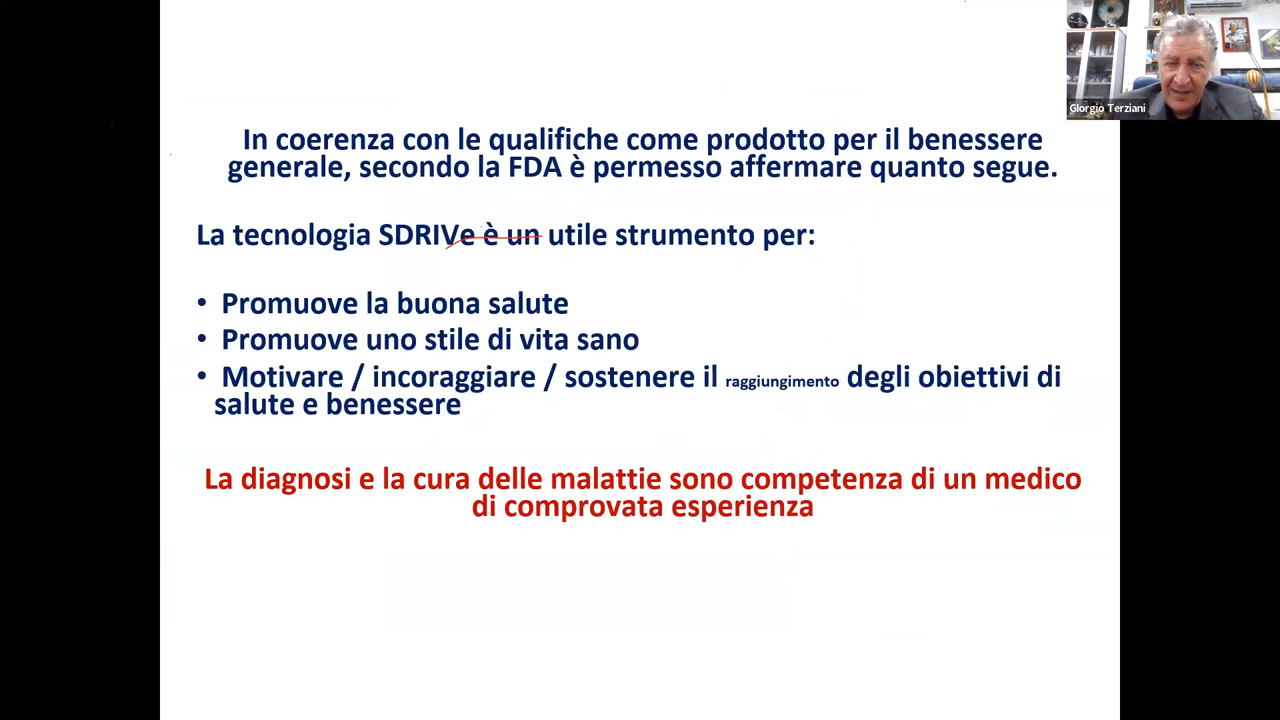 Giorgio Terziani
In coerenza con le qualifiche come prodotto per il benessere
generale, secondo la FDA è permesso affermare quanto segue.
La tecnologia SDRIVe è un utile strumento per:
• Promuove la buona salute
• Promuove uno stile di vita sano
• Motivare / incoraggiare / sostenere il raggiungimento degli obiettivi di
salute e benessere
La diagnosi e la cura delle malattie sono competenza di un medico
di comprovata esperienza